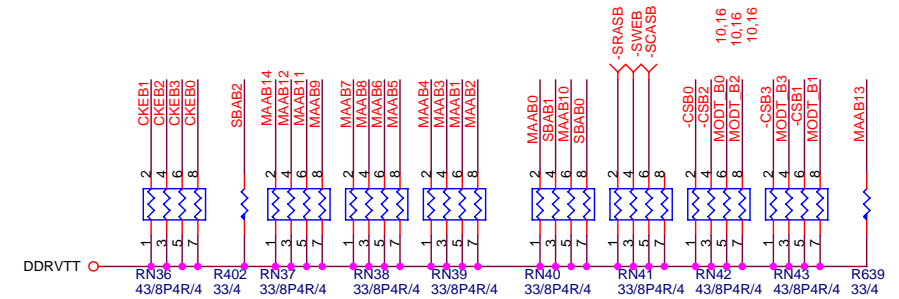 -SRASB
-SWEB
-SCASB
10,16
10,16
10,16
CKEB1
CKEB2
CKEB3
CKEB0
SBAB2
MAAB14
MAAB12
MAAB11
MAAB9
MAAB7
MAAB8
MAAB6
MAAB5
MAAB4
MAAB3
MAAB1
MAAB2
MAAB0
SBAB1
MAAB10
SBAB0
-CSB0
-CSB2
MODT_B0
MODT_B2
-CSB3
MODT_B3
-CSB1
MODT_B1
MAAB13
2 4 6 8 2 4 6 8 2 4 6 8 2 4 6 8 2 4 6 8 2 4 6 8 2 4 6 8 2 4 6 8
1 3 5 7 1 3 5 7 1 3 5 7 1 3 5 7 1 3 5 7 1 3 5 7 1 3 5 7 1 3 5 7
DDRVTT
RN36 R402 RN37 RN38 RN39 RN40 RN41 RN42 RN43 R639
43/8P4R/4 33/4 33/8P4R/4 33/8P4R/4 33/8P4R/4 33/8P4R/4 33/8P4R/4 43/8P4R/4 43/8P4R/4 33/4